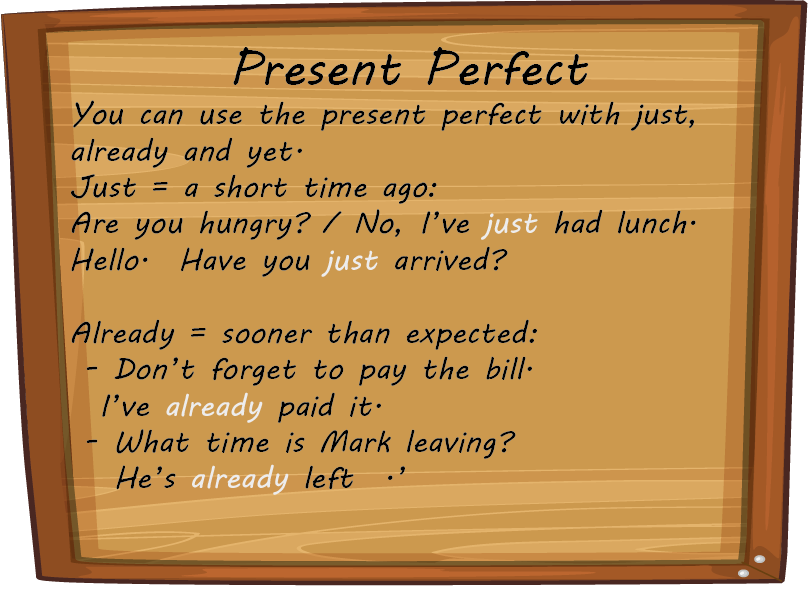 Present Perfect
You can use the present perfect with just,
already and yet.
Just = a short time ago:
Are you hungry? / No, I've just had lunch.
Hello. Have you just arrived?
Already = sooner than expected:
- Don't forget to pay the bill.
I've already paid it.
- What time is Mark leaving?
He's already left .'